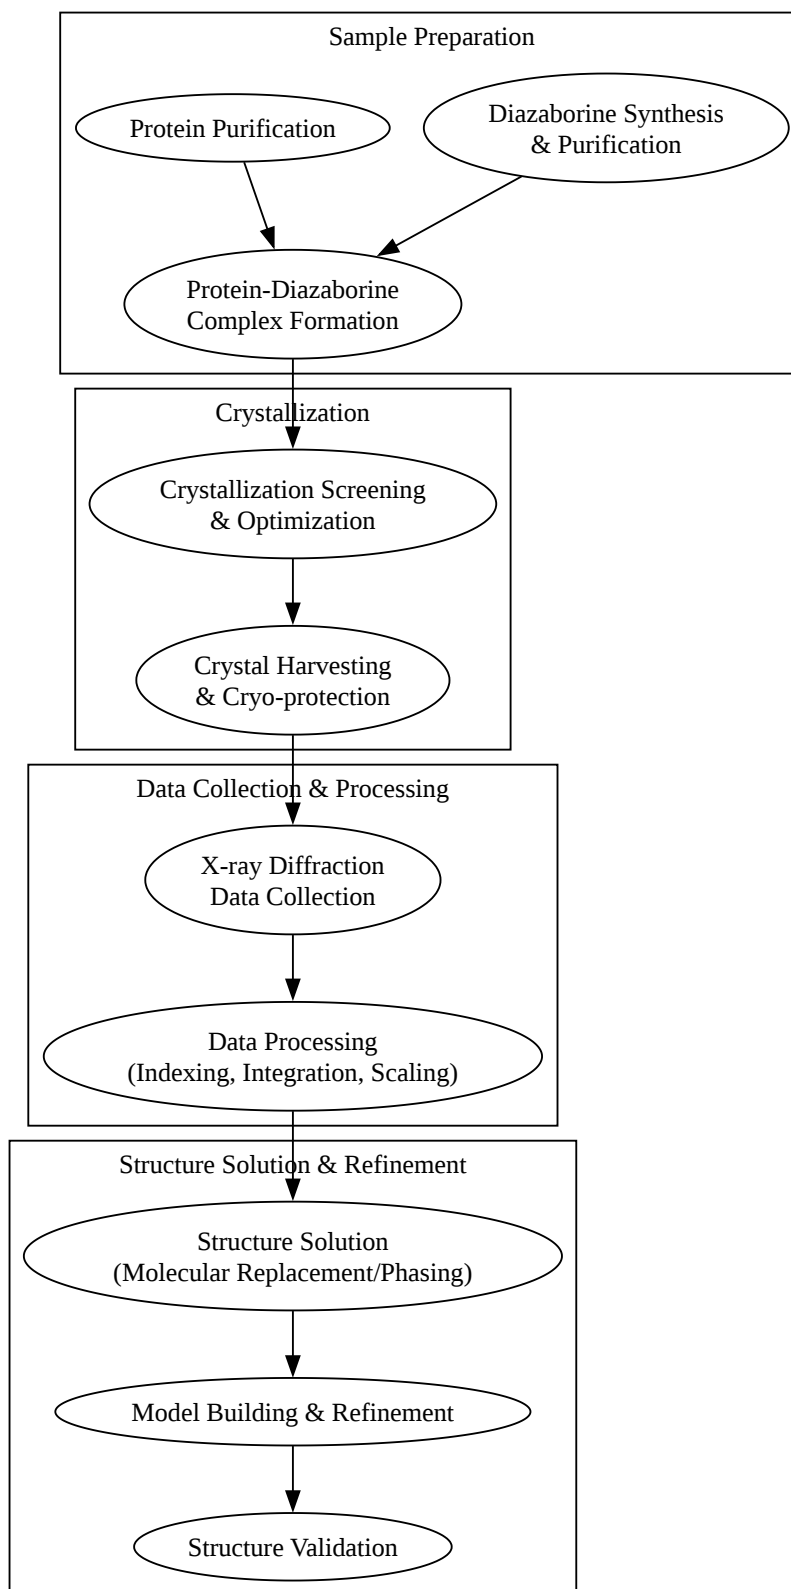 Sample Preparation
Protein Purification
Diazaborine Synthesis
& Purification
Protein-Diazaborine
Complex Formation
Crystallization
Crystallization Screening
& Optimization
Crystal Harvesting
& Cryo-protection
Data Collection & Processing
X-ray Diffraction
Data Collection
Data Processing
(Indexing, Integration, Scaling)
Structure Solution & Refinement
Structure Solution
(Molecular Replacement/Phasing)
Model Building & Refinement
Structure Validation